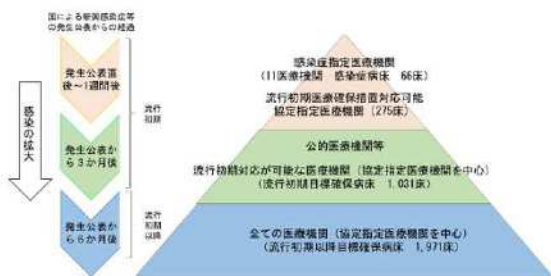 国による新興感染症等
の発生公表からの経過
発生公表直
後~1週間後
発生公表か
ら3か月後
発生公表か
ら6か月後
感染の拡大
流行
初期
流行
初期
以降
感染症指定医療機関
(11医療機関 感染症病床 66床)
流行初期医療確保措置対応可能
協定指定医療機関(275床)
公的医療機関等
流行初期対応が可能な医療機関(協定指定医療機関を中心)
(流行初期目標確保病床 1,031床)
全ての医療機関(協定指定医療機関を中心)
(流行初期以降目標確保病床 1,971床)